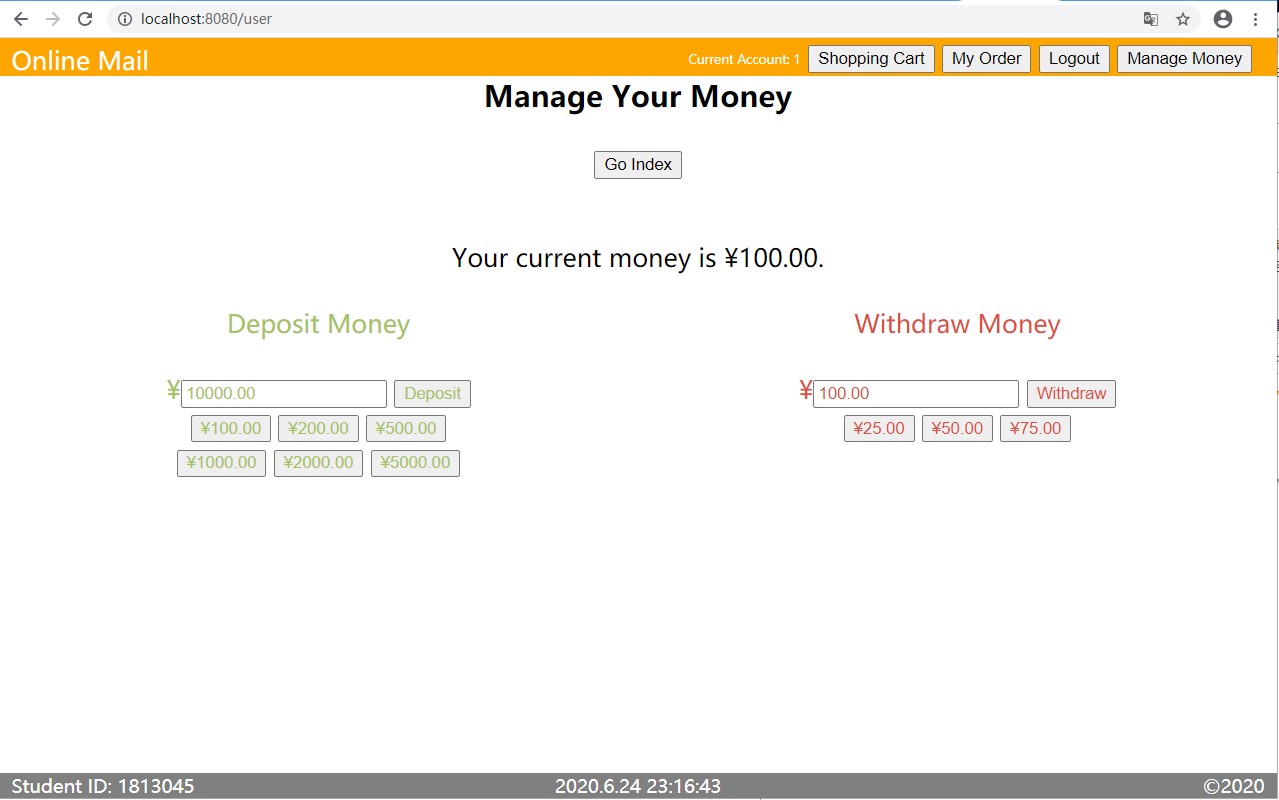 localhost:8080/user
Online Mail Current Account: 1 Shopping Cart My Order Logout Manage Money
Manage Your Money
Go Index
Your current money is ¥100.00.
Deposit Money
¥ 10000.00 Deposit
¥100.00 ¥200.00 ¥500.00
¥1000.00 ¥2000.00 ¥5000.00
Withdraw Money
¥ 100.00 Withdraw
¥25.00 ¥50.00 ¥75.00
Student ID: 1813045 2020.6.24 23:16:43 ©2020